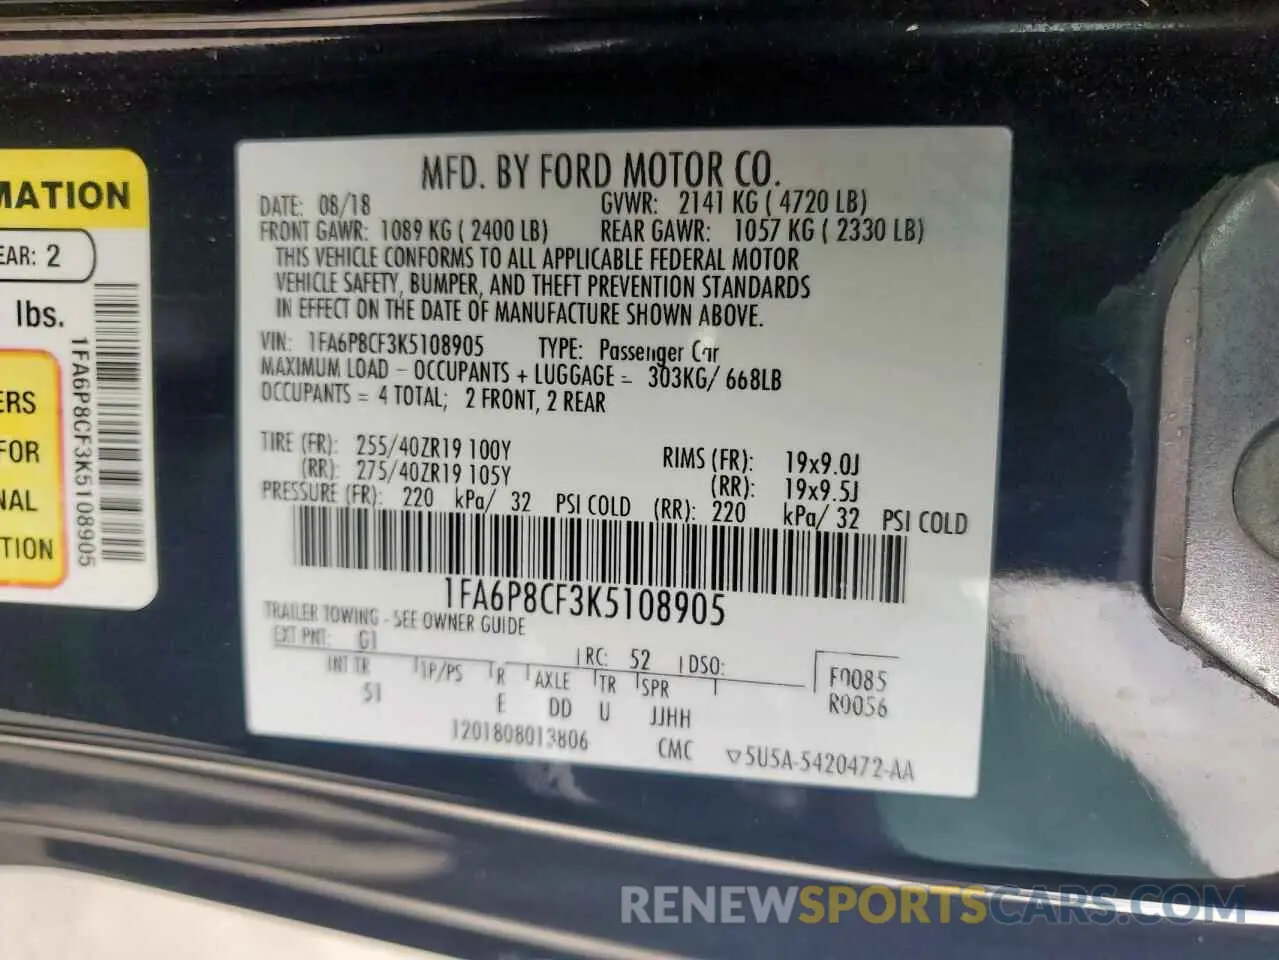 MATION
EAR: 2
lbs.
1FA6P8CF3K5108905
ERS
FOR
NAL
TION
MFD. BY FORD MOTOR CO.
DATE: 08/18 GVWR: 2141 KG ( 4720 LB)
FRONT GAWR: 1089 KG ( 2400 LB) REAR GAWR: 1057 KG ( 2330 LB)
THIS VEHICLE CONFORMS TO ALL APPLICABLE FEDERAL MOTOR
VEHICLE SAFETY, BUMPER, AND THEFT PREVENTION STANDARDS
IN EFFECT ON THE DATE OF MANUFACTURE SHOWN ABOVE.
VIN: 1FA6P8CF3K5108905 TYPE: Passenger Car
MAXIMUM LOAD - OCCUPANTS + LUGGAGE = 303KG/ 668LB
OCCUPANTS = 4 TOTAL; 2 FRONT, 2 REAR
TIRE (FR): 255/40ZR19 100Y RIMS (FR): 19x9.0J
(RR): 275/40ZR19 105Y (RR): 19x9.5J
PRESSURE (FR): 220 kPa/ 32 PSI COLD (RR): 220 kPa/ 32 PSI COLD
1FA6P8CF3K5108905
TRAILER TOWING - SEE OWNER GUIDE
EXT PNT: G1 RC: 52 DSO: F0085
INT TR TP/PS R AXLE TR SPR R0056
51 E DD U JJHH
1201808013806 CMC ▽5U5A-5420472-AA
RENEWSPORTSCARS.COM